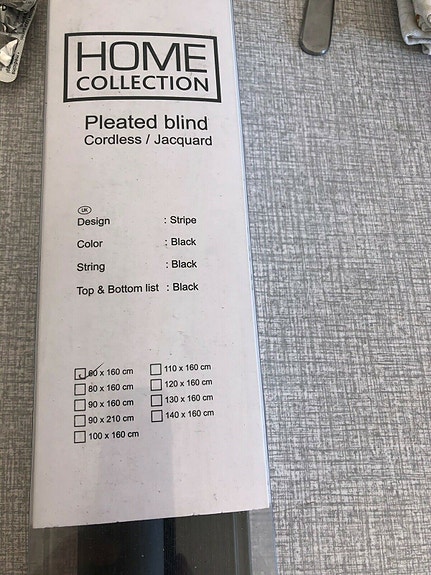 HOME
COLLECTION
Pleated blind
Cordless / Jacquard
UK
Design : Stripe
Color : Black
String : Black
Top & Bottom list : Black
60 x 160 cm
80 x 160 cm
90 x 160 cm
90 x 210 cm
100 x 160 cm
110 x 160 cm
120 x 160 cm
130 x 160 cm
140 x 160 cm